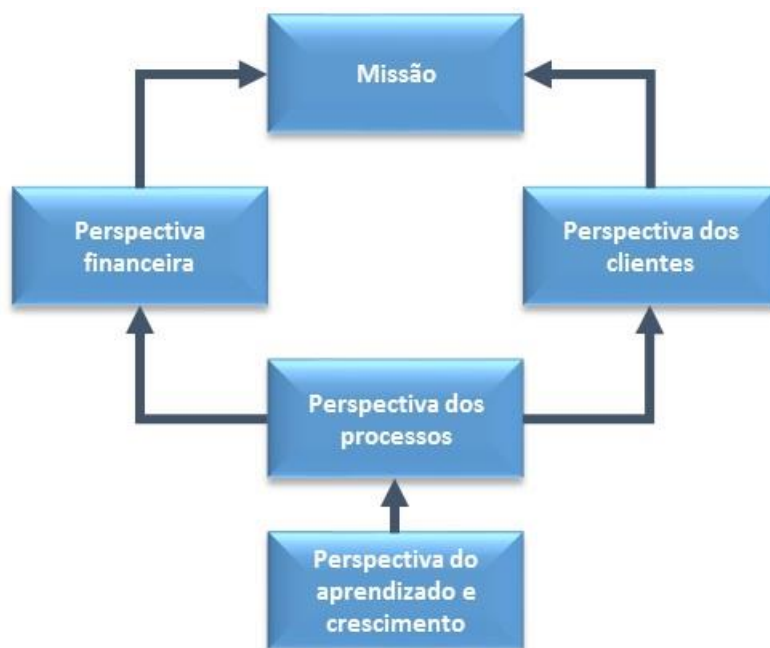 Missão
Perspectiva
financeira
Perspectiva dos
clientes
Perspectiva dos
processos
Perspectiva do
aprendizado e
crescimento